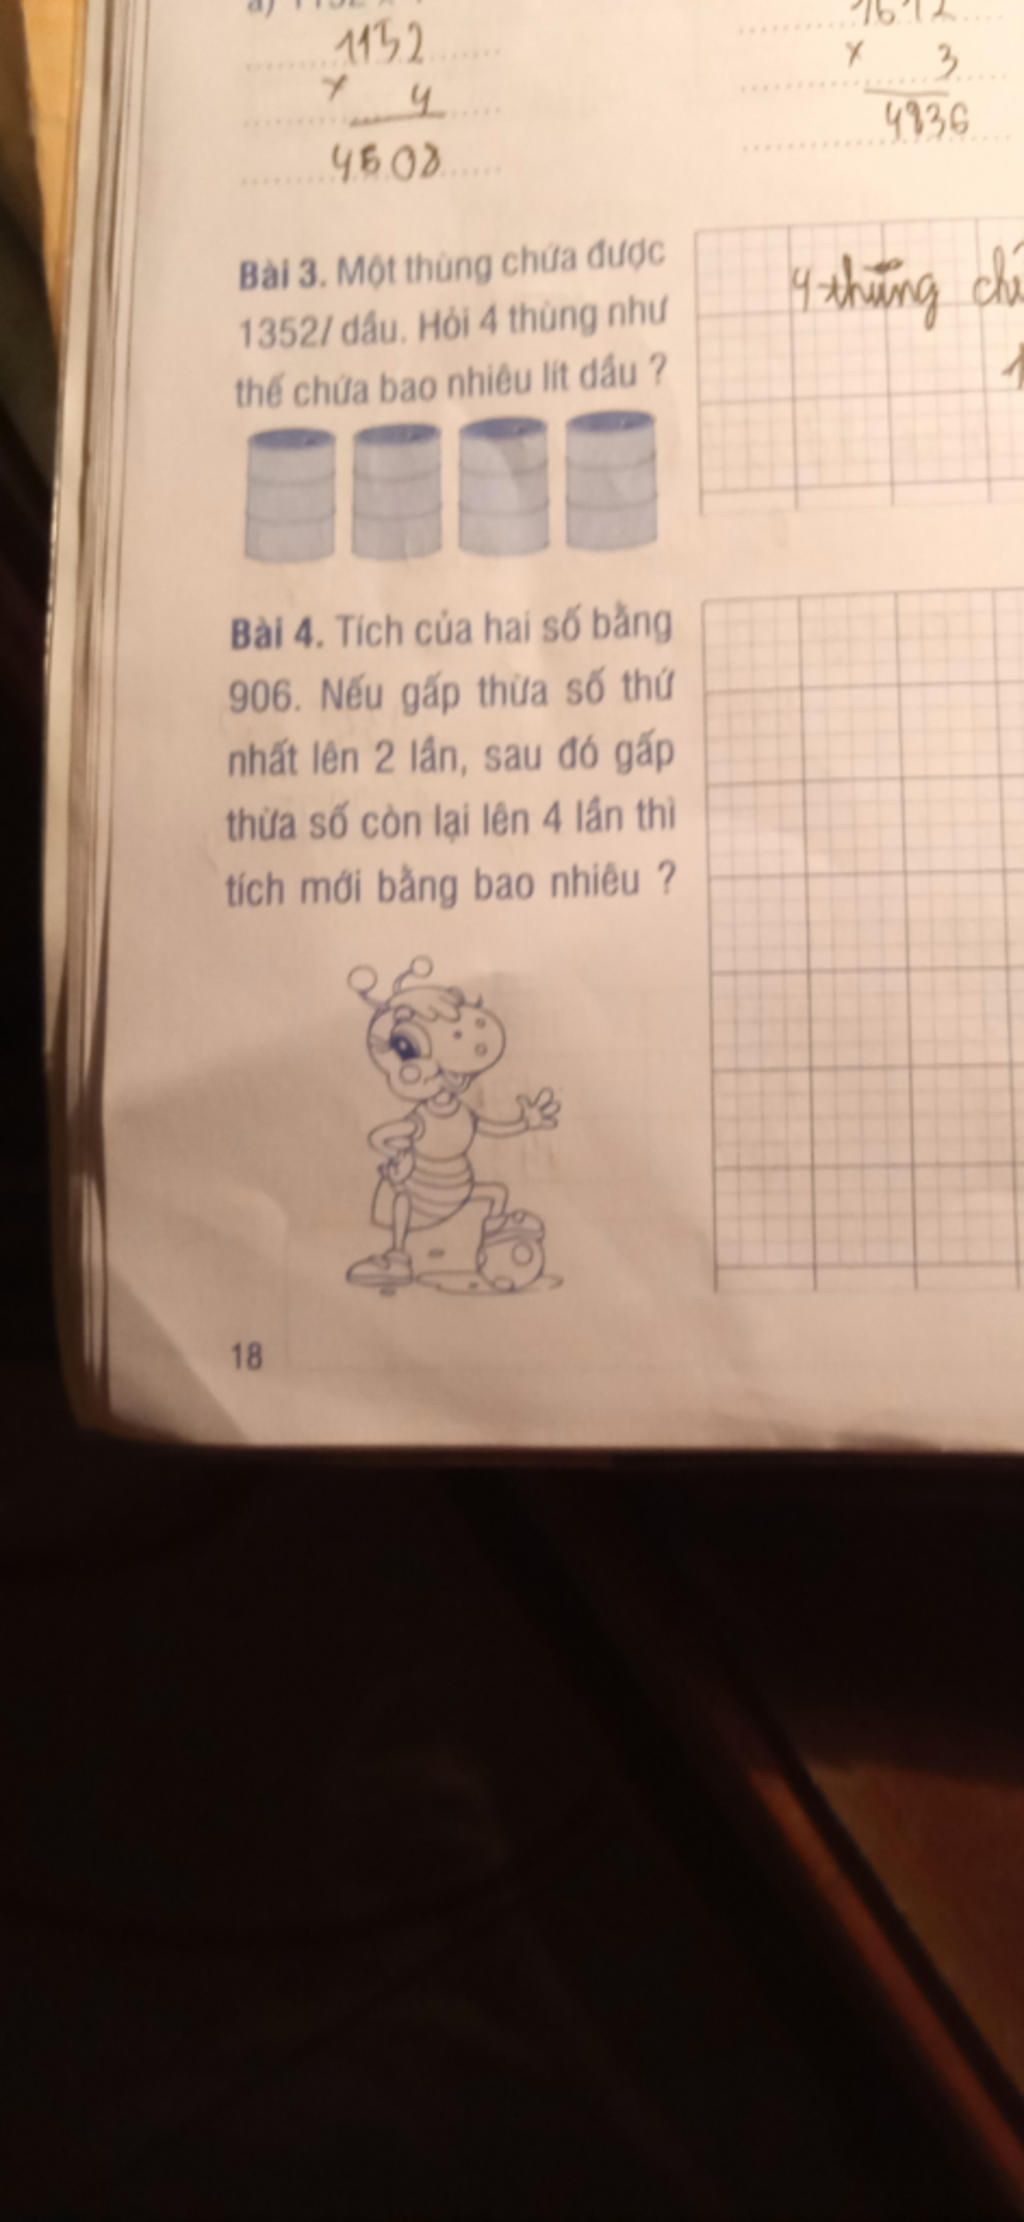 1152
x 4
4608
1612
x 3
4836
Bài 3. Một thùng chứa được
1352l dầu. Hỏi 4 thùng như
thế chứa bao nhiêu lít dầu ?
4 thùng
Bài 4. Tích của hai số bằng
906. Nếu gấp thừa số thứ
nhất lên 2 lần, sau đó gấp
thừa số còn lại lên 4 lần thì
tích mới bằng bao nhiêu ?
18